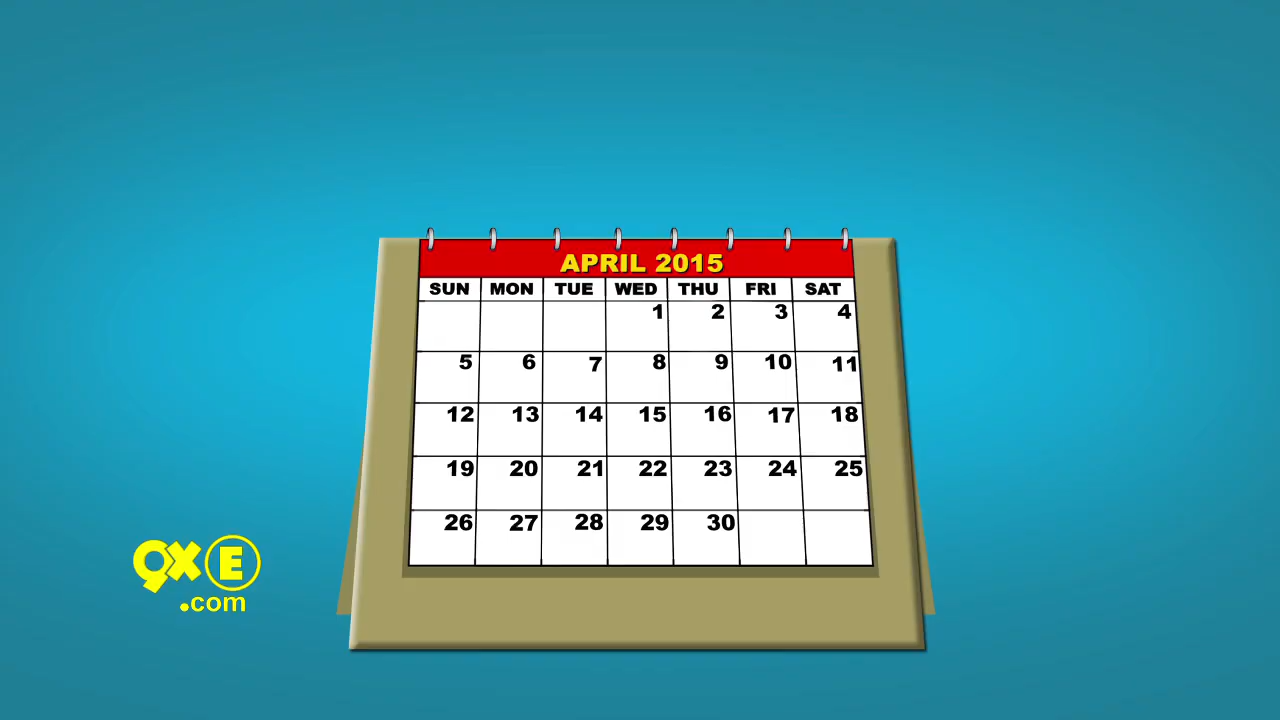 APRIL 2015
SUN MON TUE WED THU FRI SAT
1 2 3 4
5 6 7 8 9 10 11
12 13 14 15 16 17 18
19 20 21 22 23 24 25
26 27 28 29 30
9X E
.com